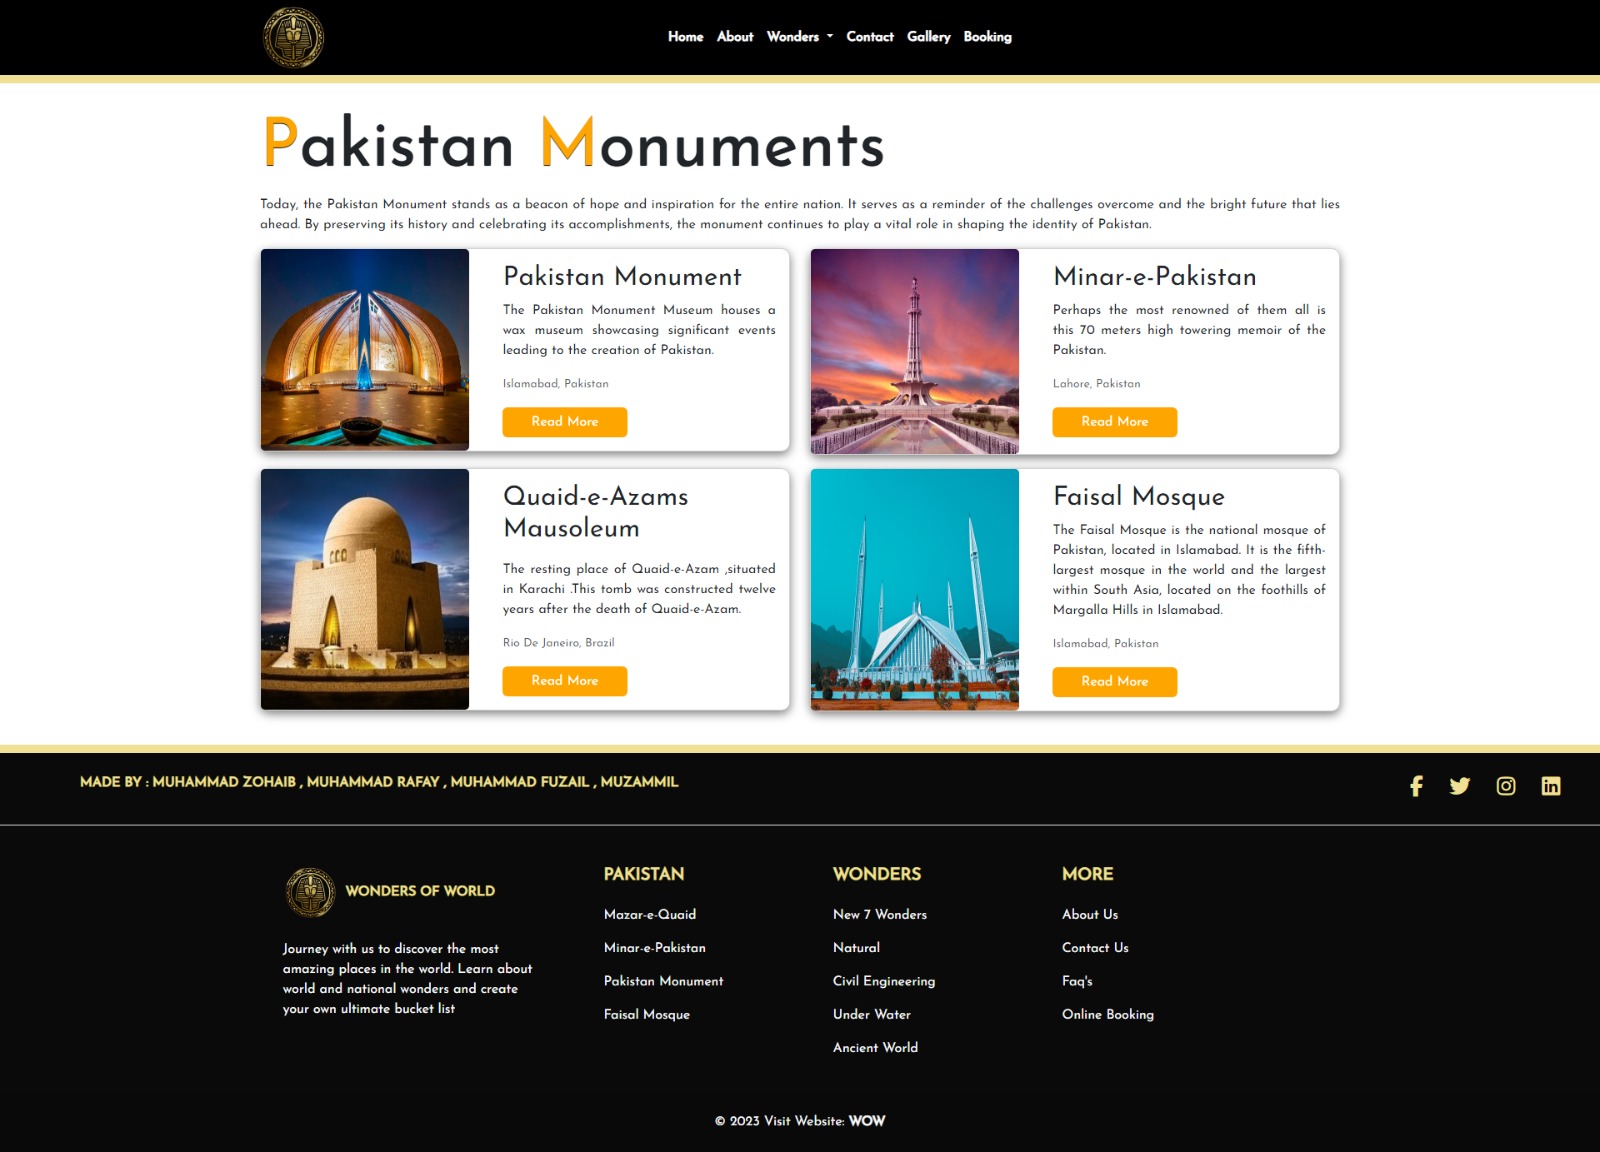 Home About Wonders Contact Gallery Booking
Pakistan Monuments
Today, the Pakistan Monument stands as a beacon of hope and inspiration for the entire nation. It serves as a reminder of the challenges overcome and the bright future that lies
ahead. By preserving its history and celebrating its accomplishments, the monument continues to play a vital role in shaping the identity of Pakistan.
Pakistan Monument
The Pakistan Monument Museum houses a
wax museum showcasing significant events
leading to the creation of Pakistan.
Islamabad, Pakistan
Read More
Minar-e-Pakistan
Perhaps the most renowned of them all is
this 70 meters high towering memoir of the
Pakistan.
Lahore, Pakistan
Read More
Quaid-e-Azams
Mausoleum
The resting place of Quaid-e-Azam ,situated
in Karachi .This tomb was constructed twelve
years after the death of Quaid-e-Azam.
Rio De Janeiro, Brazil
Read More
Faisal Mosque
The Faisal Mosque is the national mosque of
Pakistan, located in Islamabad. It is the fifth-
largest mosque in the world and the largest
within South Asia, located on the foothills of
Margalla Hills in Islamabad.
Islamabad, Pakistan
Read More
MADE BY : MUHAMMAD ZOHAIB , MUHAMMAD RAFAY , MUHAMMAD FUZAIL , MUZAMMIL
WONDERS OF WORLD
Journey with us to discover the most
amazing places in the world. Learn about
world and national wonders and create
your own ultimate bucket list
PAKISTAN
Mazar-e-Quaid
Minar-e-Pakistan
Pakistan Monument
Faisal Mosque
WONDERS
New 7 Wonders
Natural
Civil Engineering
Under Water
Ancient World
MORE
About Us
Contact Us
Faq's
Online Booking
© 2023 Visit Website: WOW